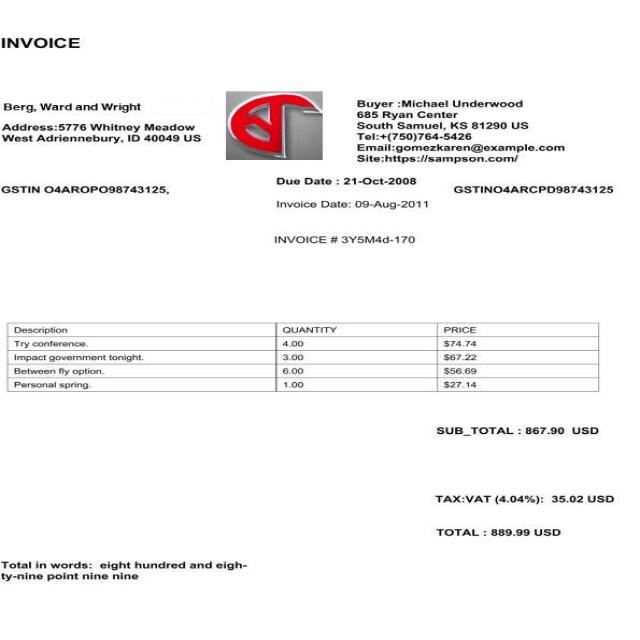 INVOICE
Berg, Ward and Wright
Address:5776 Whitney Meadow
West Adriennebury, ID 40049 US
Buyer :Michael Underwood
685 Ryan Center
South Samuel, KS 81290 US
Tel:+(750)764-5426
Email:gomezkaren@example.com
Site:https://sampson.com/
GSTIN O4AROPO98743125,
Due Date : 21-Oct-2008
GSTINO4ARCPD98743125
Invoice Date: 09-Aug-2011
INVOICE # 3Y5M4d-170
Description QUANTITY PRICE
Try conference. 4.00 $74.74
Impact government tonight. 3.00 $67.22
Between fly option. 6.00 $56.69
Personal spring. 1.00 $27.14
SUB_TOTAL : 867.90 USD
TAX:VAT (4.04%): 35.02 USD
TOTAL : 889.99 USD
Total in words: eight hundred and eigh-
ty-nine point nine nine